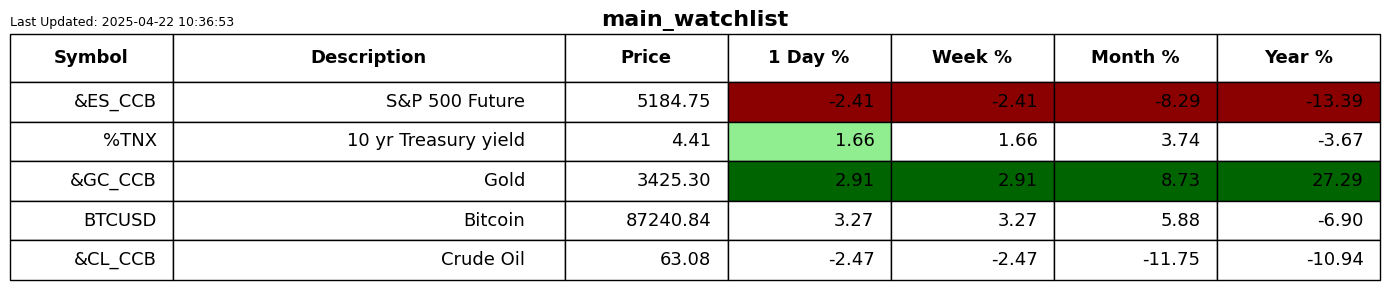 Last Updated: 2025-04-22 10:36:53
main_watchlist
Symbol Description Price 1 Day % Week % Month % Year %
&ES_CCB S&P 500 Future 5184.75 -2.41 -2.41 -8.29 -13.39
%TNX 10 yr Treasury yield 4.41 1.66 1.66 3.74 -3.67
&GC_CCB Gold 3425.30 2.91 2.91 8.73 27.29
BTCUSD Bitcoin 87240.84 3.27 3.27 5.88 -6.90
&CL_CCB Crude Oil 63.08 -2.47 -2.47 -11.75 -10.94